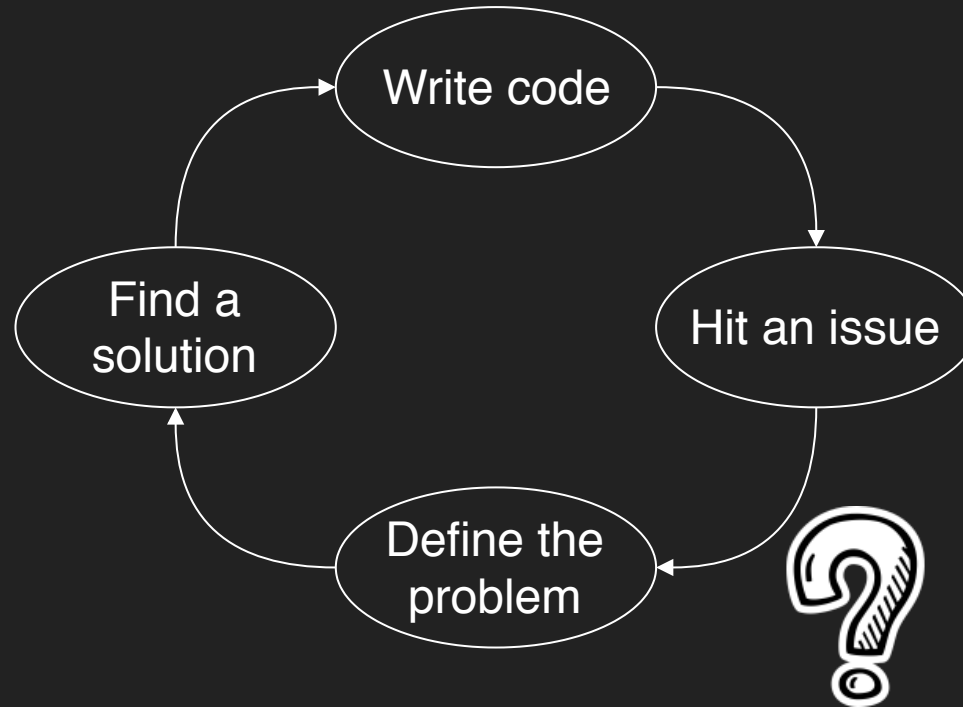 Write code
Hit an issue
Define the
problem
Find a
solution